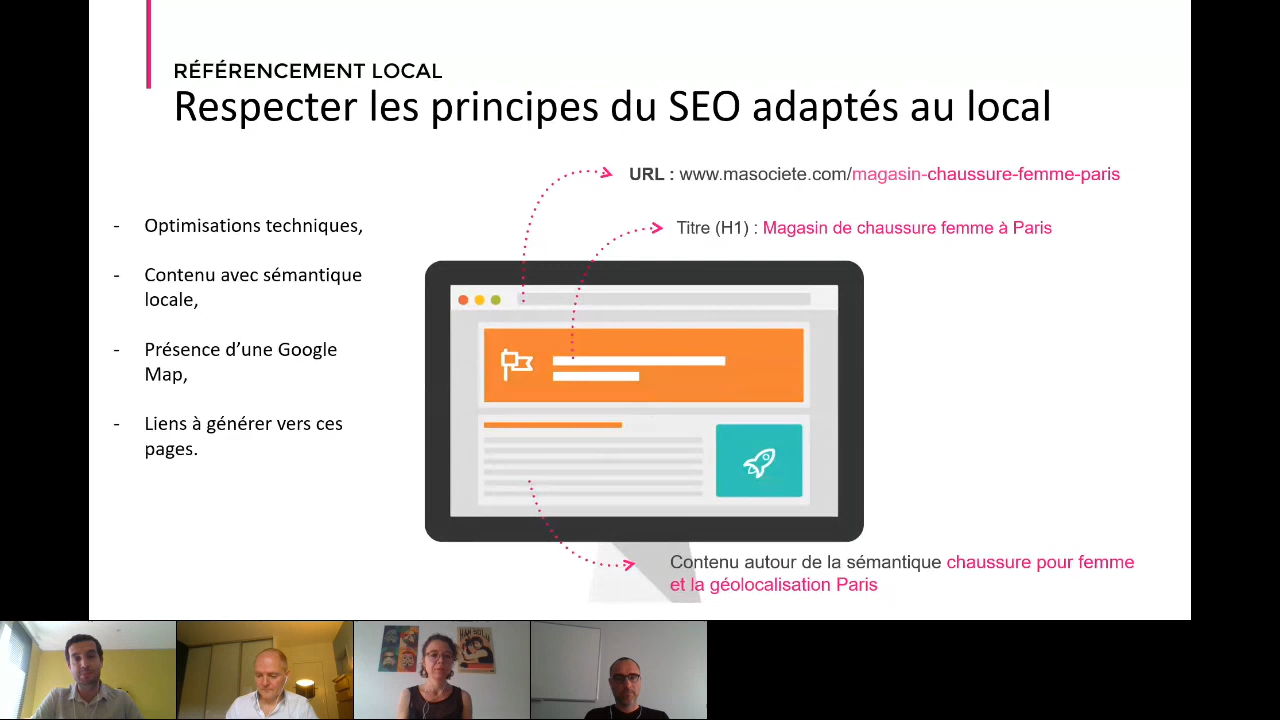 RÉFÉRENCEMENT LOCAL
Respecter les principes du SEO adaptés au local
URL : www.masociete.com/magasin-chaussure-femme-paris
Titre (H1) : Magasin de chaussure femme à Paris
- Optimisations techniques,
- Contenu avec sémantique
locale,
- Présence d’une Google
Map,
- Liens à générer vers ces
pages.
Contenu autour de la sémantique chaussure pour femme
et la géolocalisation Paris
HAN SOLO